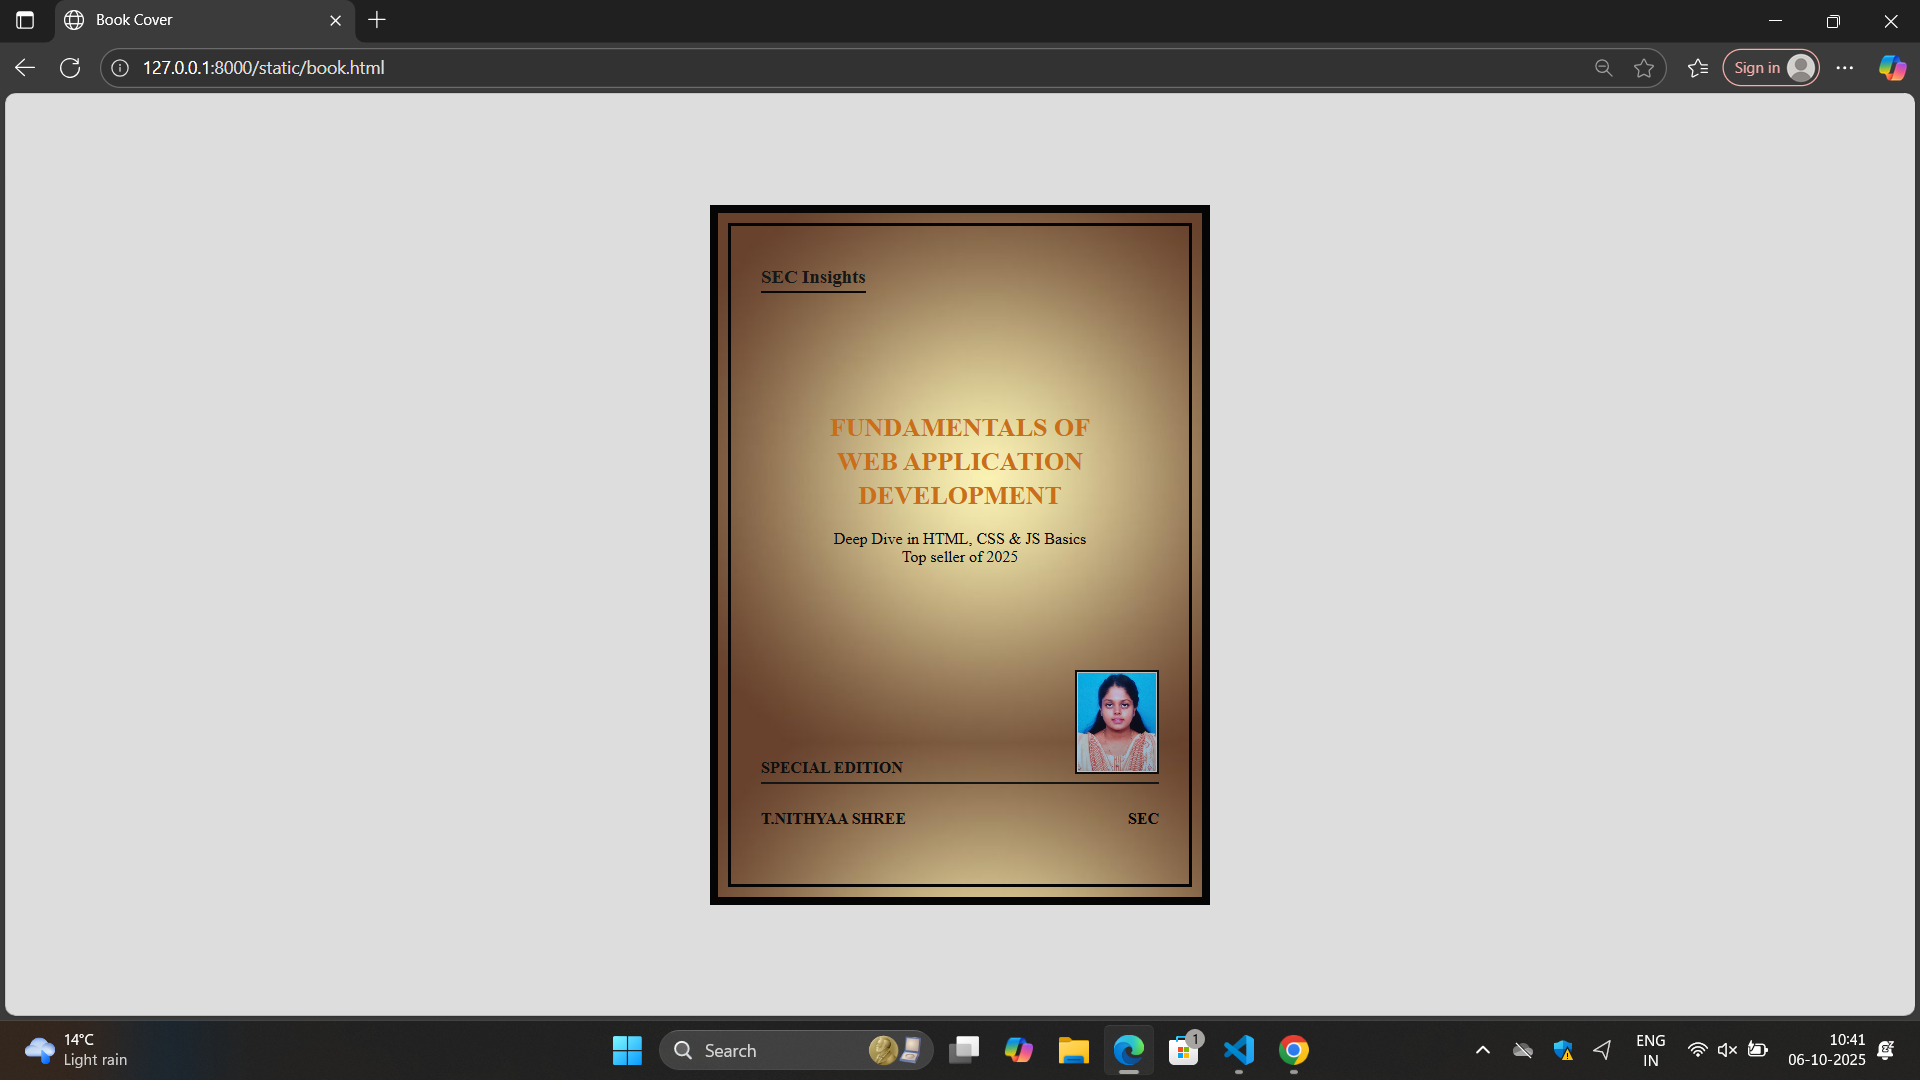 Book Cover
127.0.0.1:8000/static/book.html
Sign in
SEC Insights
FUNDAMENTALS OF
WEB APPLICATION
DEVELOPMENT
Deep Dive in HTML, CSS & JS Basics
Top seller of 2025
SPECIAL EDITION
T.NITHYAA SHREE
SEC
14°C
Light rain
Search
1
ENG
IN
10:41
06-10-2025